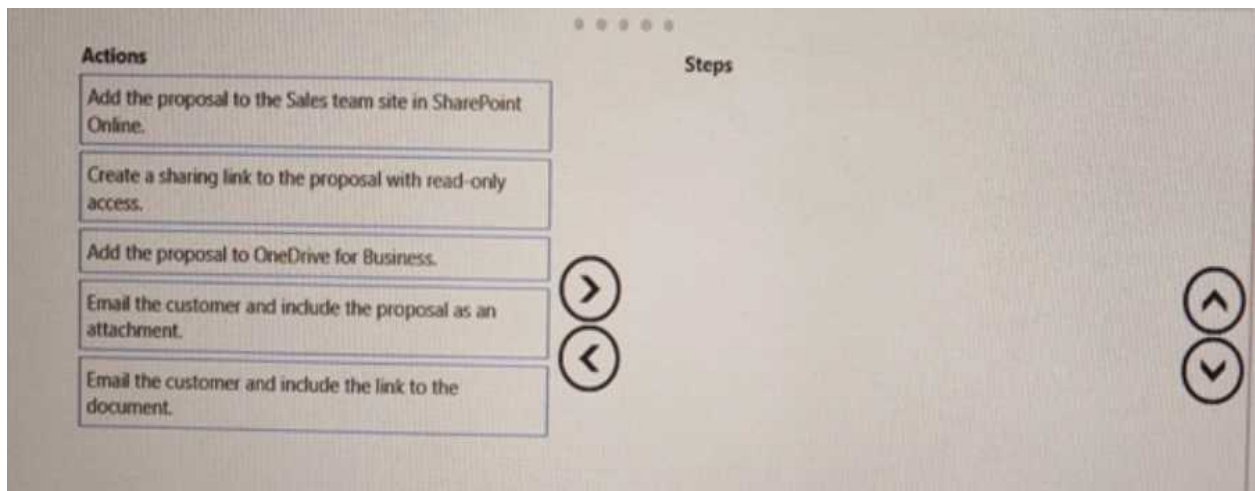 Actions
Steps
Add the proposal to the Sales team site in SharePoint
Online.
Create a sharing link to the proposal with read-only
access.
Add the proposal to OneDrive for Business.
Email the customer and include the proposal as an
attachment.
Email the customer and include the link to the
document.